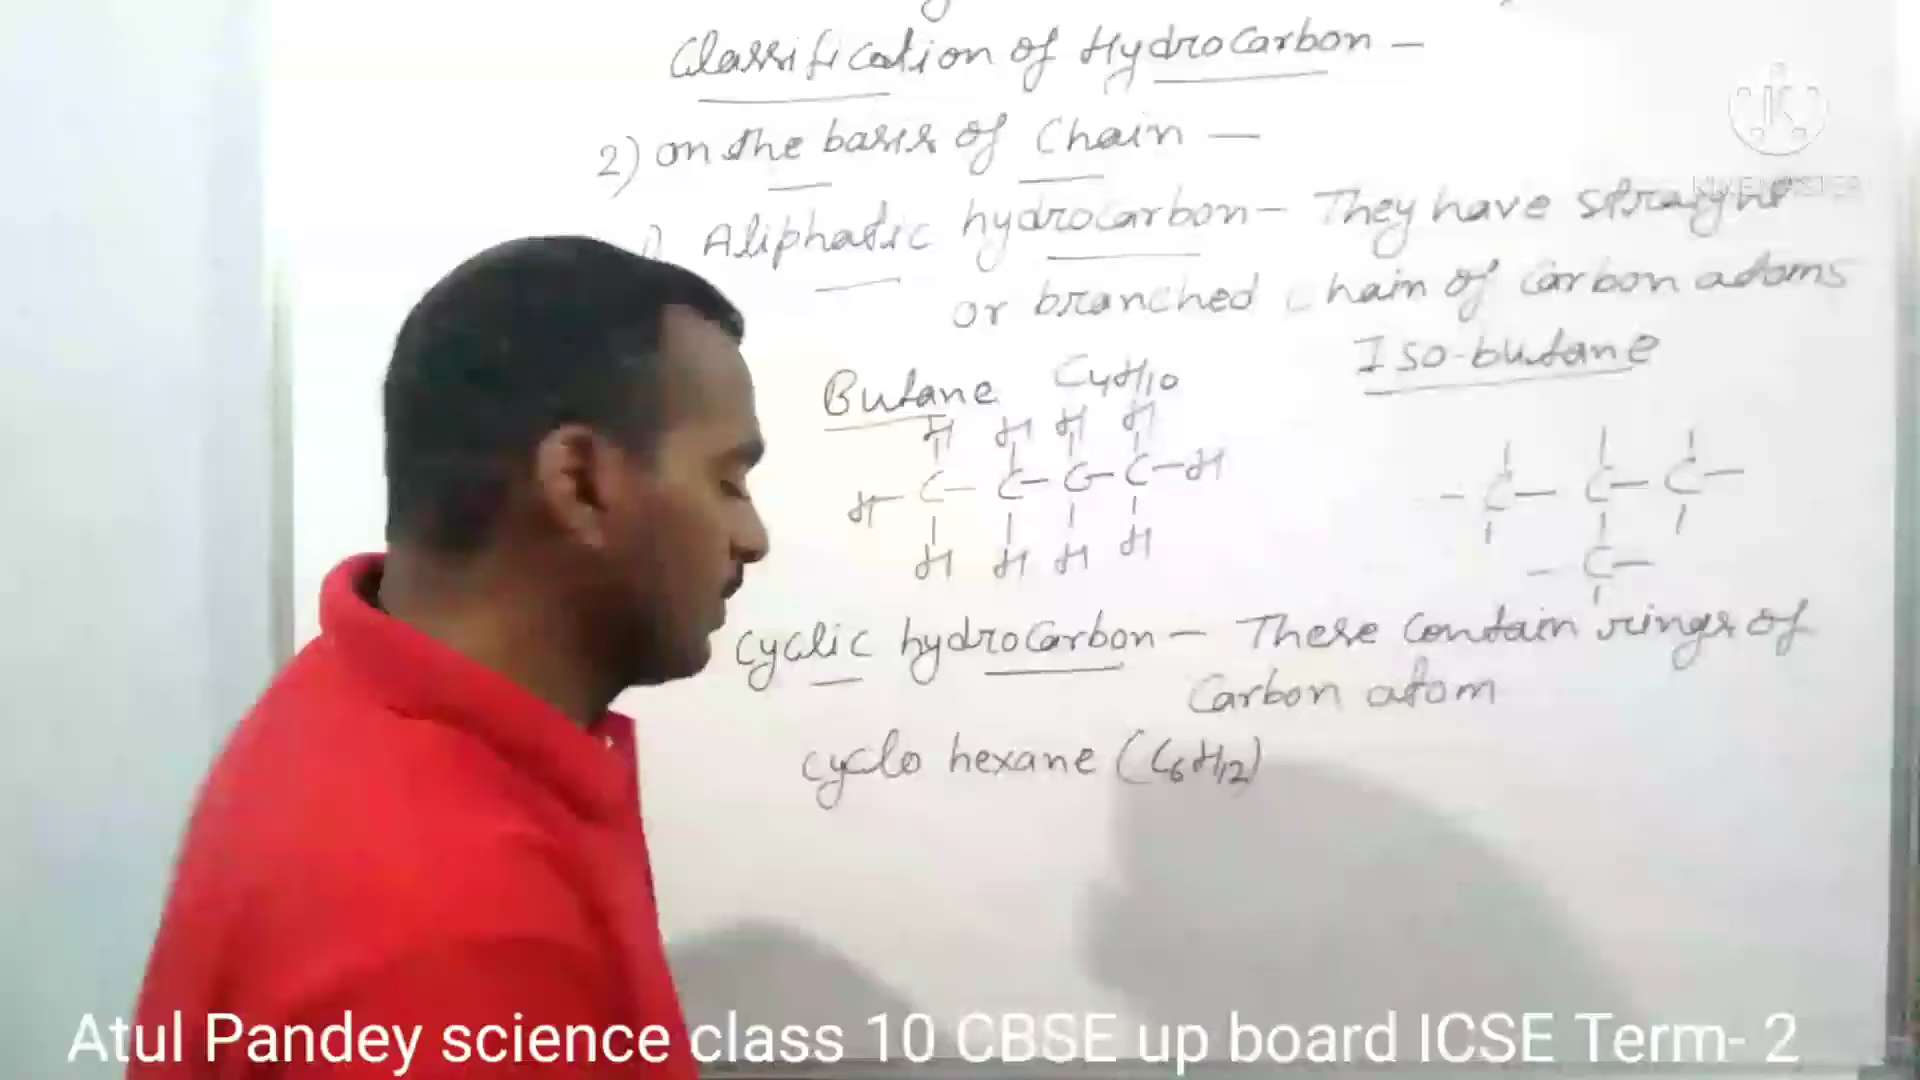 Classification of Hydrocarbon -
2) on the basis of Chain -
Aliphatic hydrocarbon - They have straight
or branched chain of Carbon atoms
Butane C4H10 Iso-butane
H H H H
H - C - C - C - C - H
H H H H
- C - C - C -
- C -
cyclic hydrocarbon - These contain rings of
Carbon atom
cyclo hexane (C6H12)
KINEMASTER
Atul Pandey science class 10 CBSE up board ICSE Term- 2